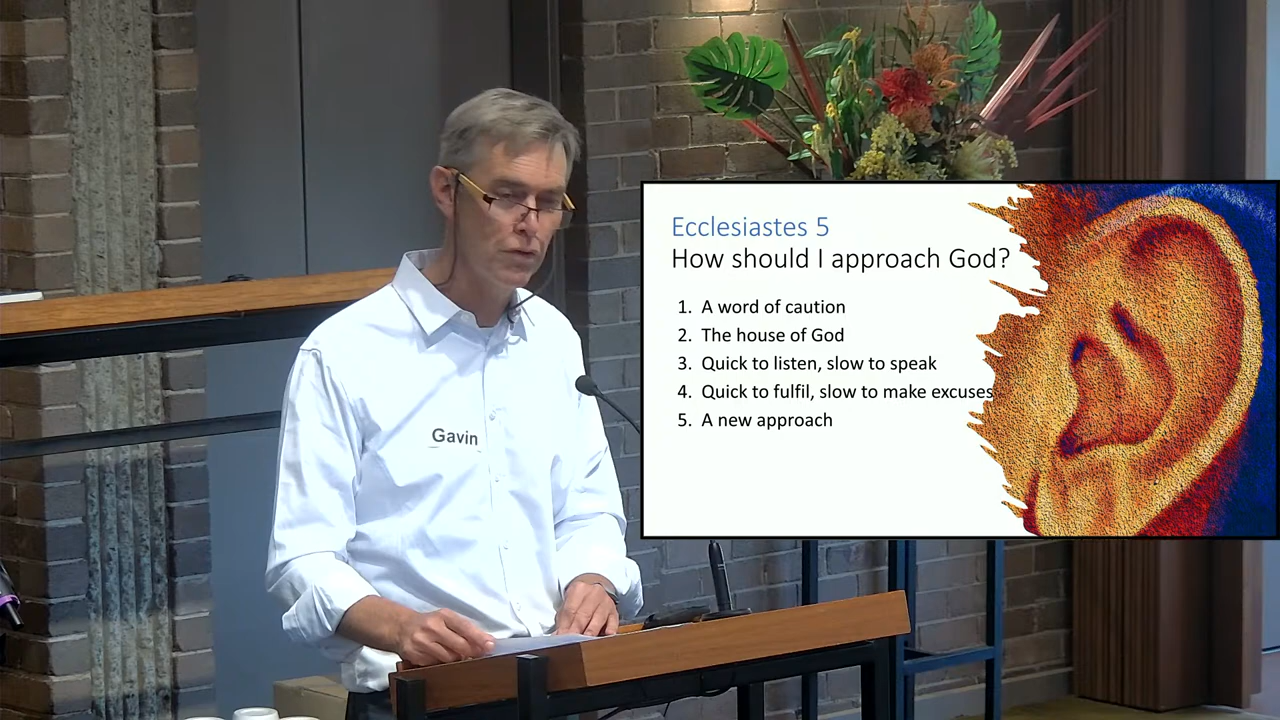 Gavin
Ecclesiastes 5
How should I approach God?
1. A word of caution
2. The house of God
3. Quick to listen, slow to speak
4. Quick to fulfil, slow to make excuses
5. A new approach